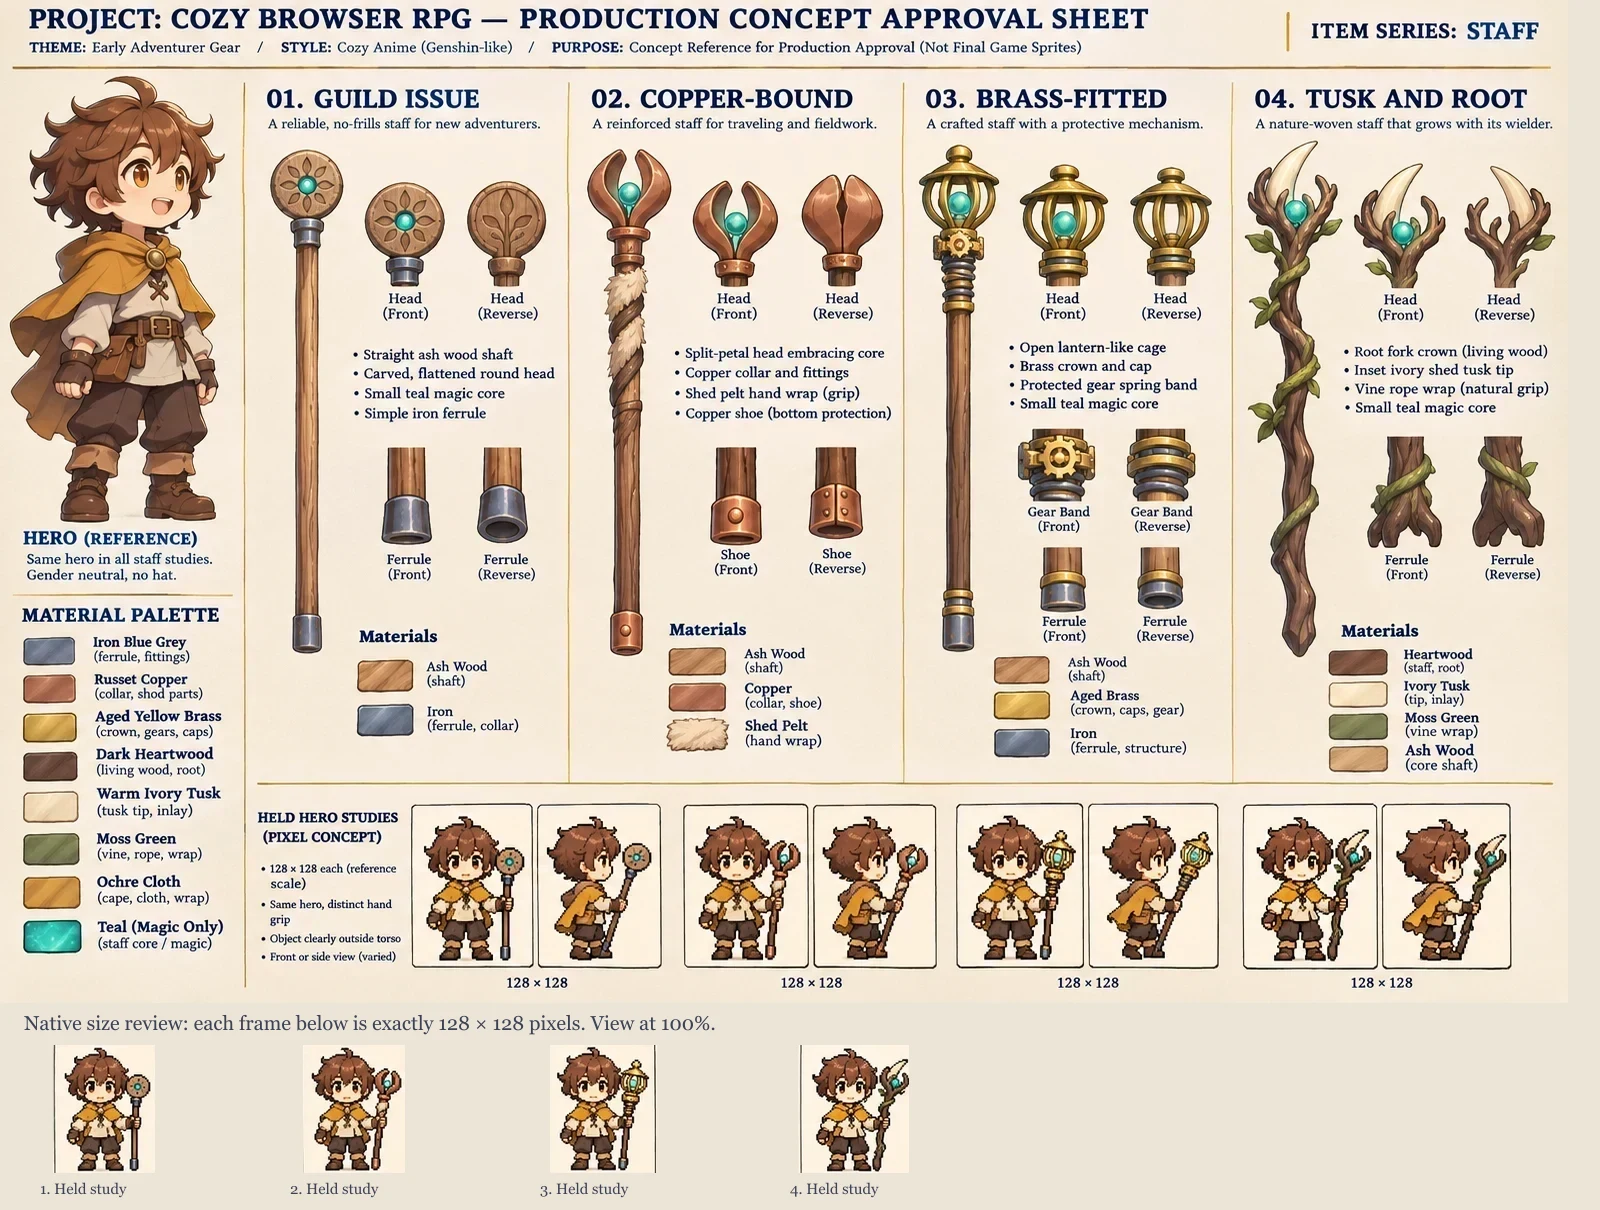 PROJECT: COZY BROWSER RPG — PRODUCTION CONCEPT APPROVAL SHEET
THEME: Early Adventurer Gear / STYLE: Cozy Anime (Genshin-like) / PURPOSE: Concept Reference for Production Approval (Not Final Game Sprites)
ITEM SERIES: STAFF
HERO (REFERENCE)
Same hero in all staff studies.
Gender neutral, no hat.
MATERIAL PALETTE
Iron Blue Grey
(ferrule, fittings)
Russet Copper
(collar, shod parts)
Aged Yellow Brass
(crown, gears, caps)
Dark Heartwood
(living wood, root)
Warm Ivory Tusk
(tusk tip, inlay)
Moss Green
(vine, rope, wrap)
Ochre Cloth
(cape, cloth, wrap)
Teal (Magic Only)
(staff core / magic)
01. GUILD ISSUE
A reliable, no-frills staff for new adventurers.
Head
(Front)
Head
(Reverse)
• Straight ash wood shaft
• Carved, flattened round head
• Small teal magic core
• Simple iron ferrule
Ferrule
(Front)
Ferrule
(Reverse)
Materials
Ash Wood
(shaft)
Iron
(ferrule, collar)
02. COPPER-BOUND
A reinforced staff for traveling and fieldwork.
Head
(Front)
Head
(Reverse)
• Split-petal head embracing core
• Copper collar and fittings
• Shed pelt hand wrap (grip)
• Copper shoe (bottom protection)
Shoe
(Front)
Shoe
(Reverse)
Materials
Ash Wood
(shaft)
Copper
(collar, shoe)
Shed Pelt
(hand wrap)
03. BRASS-FITTED
A crafted staff with a protective mechanism.
Head
(Front)
Head
(Reverse)
• Open lantern-like cage
• Brass crown and cap
• Protected gear spring band
• Small teal magic core
Gear Band
(Front)
Gear Band
(Reverse)
Ferrule
(Front)
Ferrule
(Reverse)
Materials
Ash Wood
(shaft)
Aged Brass
(crown, caps, gear)
Iron
(ferrule, structure)
04. TUSK AND ROOT
A nature-woven staff that grows with its wielder.
Head
(Front)
Head
(Reverse)
• Root fork crown (living wood)
• Inset ivory shed tusk tip
• Vine rope wrap (natural grip)
• Small teal magic core
Ferrule
(Front)
Ferrule
(Reverse)
Materials
Heartwood
(staff, root)
Ivory Tusk
(tip, inlay)
Moss Green
(vine wrap)
Ash Wood
(core shaft)
HELD HERO STUDIES
(PIXEL CONCEPT)
• 128 × 128 each (reference
scale)
• Same hero, distinct hand
grip
• Object clearly outside torso
• Front or side view (varied)
128 × 128
128 × 128
128 × 128
128 × 128
Native size review: each frame below is exactly 128 × 128 pixels. View at 100%.
1. Held study
2. Held study
3. Held study
4. Held study